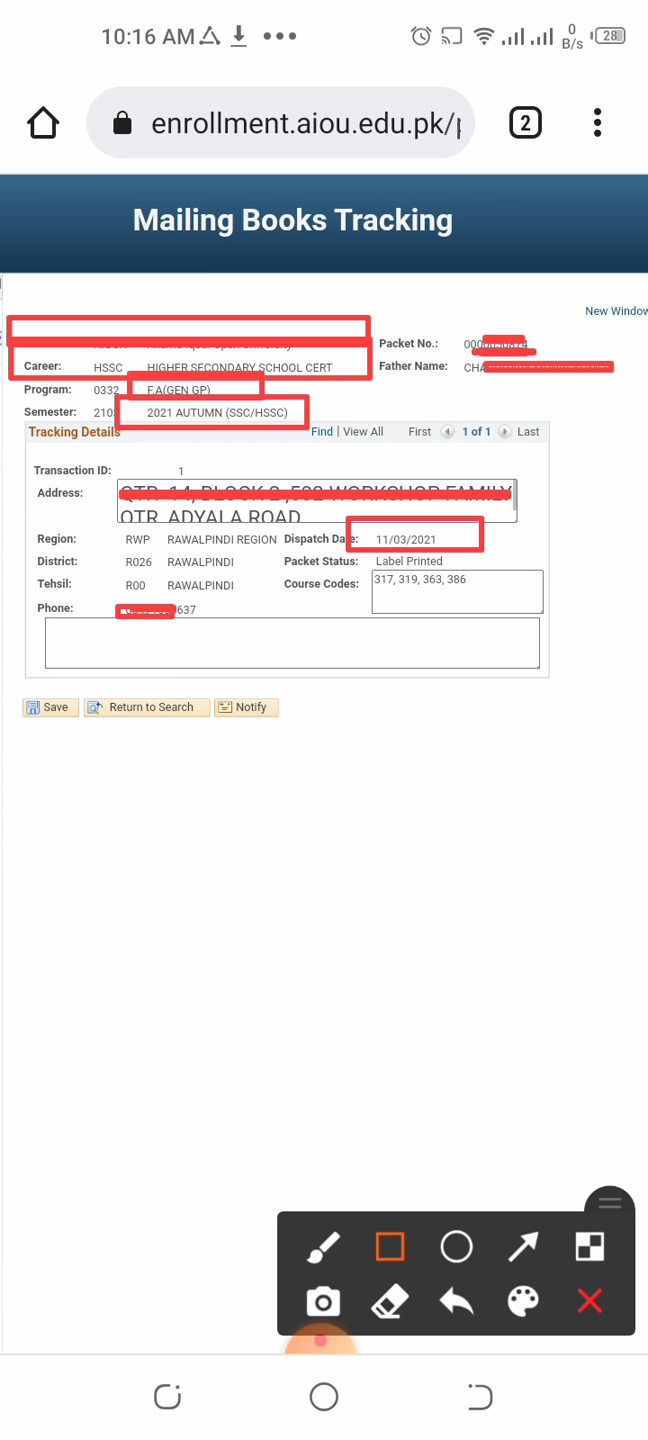 10:16 AM
0 B/s
28
enrollment.aiou.edu.pk/
2
Mailing Books Tracking
New Window
Packet No.:
Career: HSSC HIGHER SECONDARY SCHOOL CERT Father Name:
Program: 0332 F.A(GEN GP)
Semester: 2021 AUTUMN (SSC/HSSC)
Tracking Details Find | View All First 1 of 1 Last
Transaction ID: 1
Address:
QTR ADYALA ROAD
Region: RWP RAWALPINDI REGION Dispatch Date: 11/03/2021
District: R026 RAWALPINDI Packet Status: Label Printed
Tehsil: R00 RAWALPINDI Course Codes: 317, 319, 363, 386
Phone: 637
Save Return to Search Notify